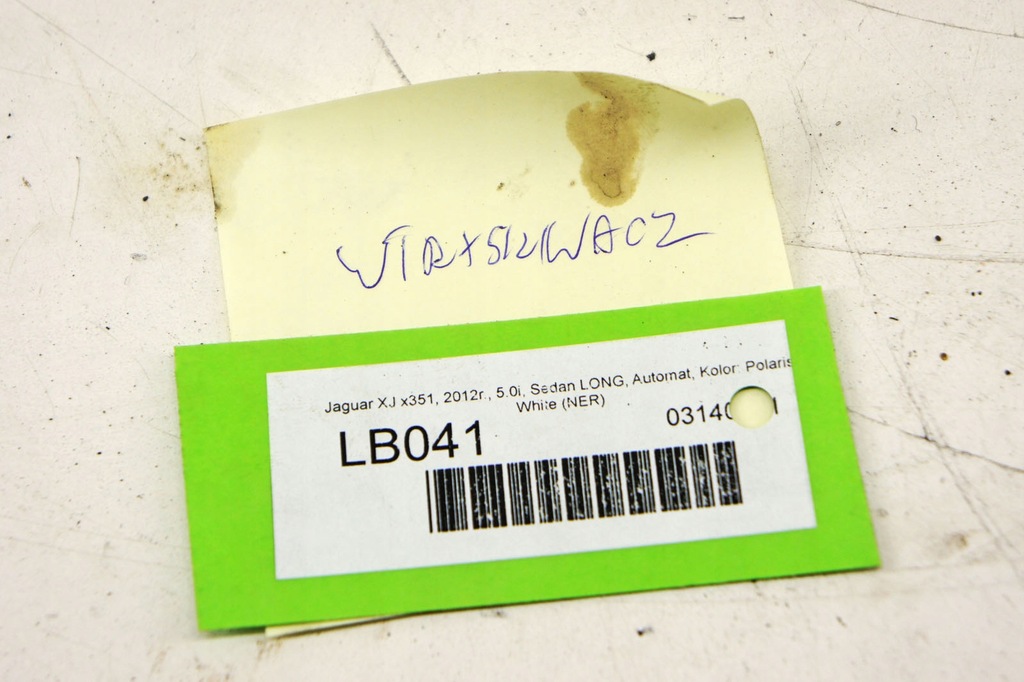 WTRYSKIWACZ
Jaguar XJ x351, 2012r., 5.0i, Sedan LONG, Automat, Kolor: Polaris
White (NER)
LB041